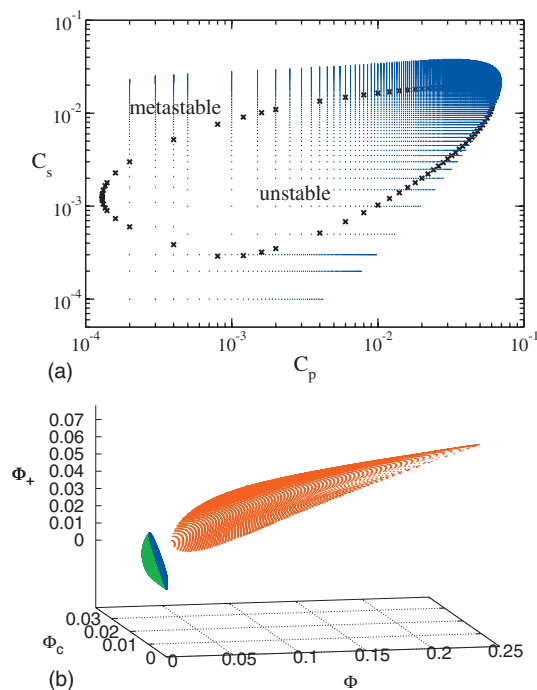 10⁻¹
10⁻²
10⁻³
10⁻⁴
C_s
metastable
unstable
10⁻⁴ 10⁻³ 10⁻² 10⁻¹
(a) C_p
0.07
0.06
0.05
0.04
0.03
0.02
0.01
0
Φ₊
0.03
0.02
0.01
0
Φ_c
0 0.05 0.1 0.15 0.2 0.25
(b) Φ